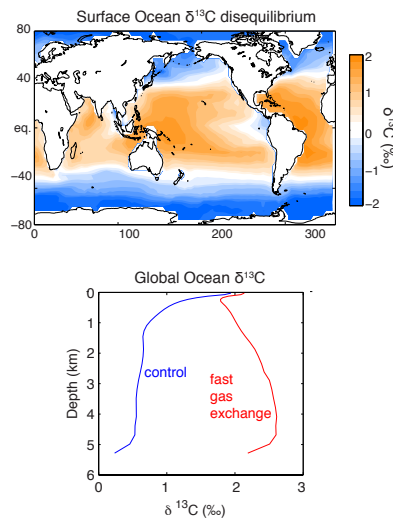 Surface Ocean δ¹³C disequilibrium
80
40
eq.
−40
−80
0
100
200
300
2
1
0
−1
−2
δ¹³C (‰)
Global Ocean δ¹³C
0
1
2
3
4
5
6
Depth (km)
control
fast
gas
exchange
0
1
2
3
δ ¹³C (‰)